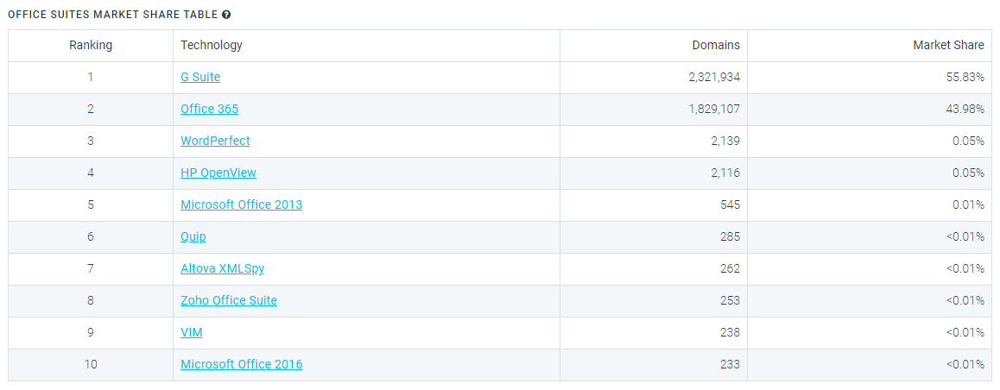 OFFICE SUITES MARKET SHARE TABLE ?
Ranking Technology Domains Market Share
1 G Suite 2,321,934 55.83%
2 Office 365 1,829,107 43.98%
3 WordPerfect 2,139 0.05%
4 HP OpenView 2,116 0.05%
5 Microsoft Office 2013 545 0.01%
6 Quip 285 <0.01%
7 Altova XMLSpy 262 <0.01%
8 Zoho Office Suite 253 <0.01%
9 VIM 238 <0.01%
10 Microsoft Office 2016 233 <0.01%